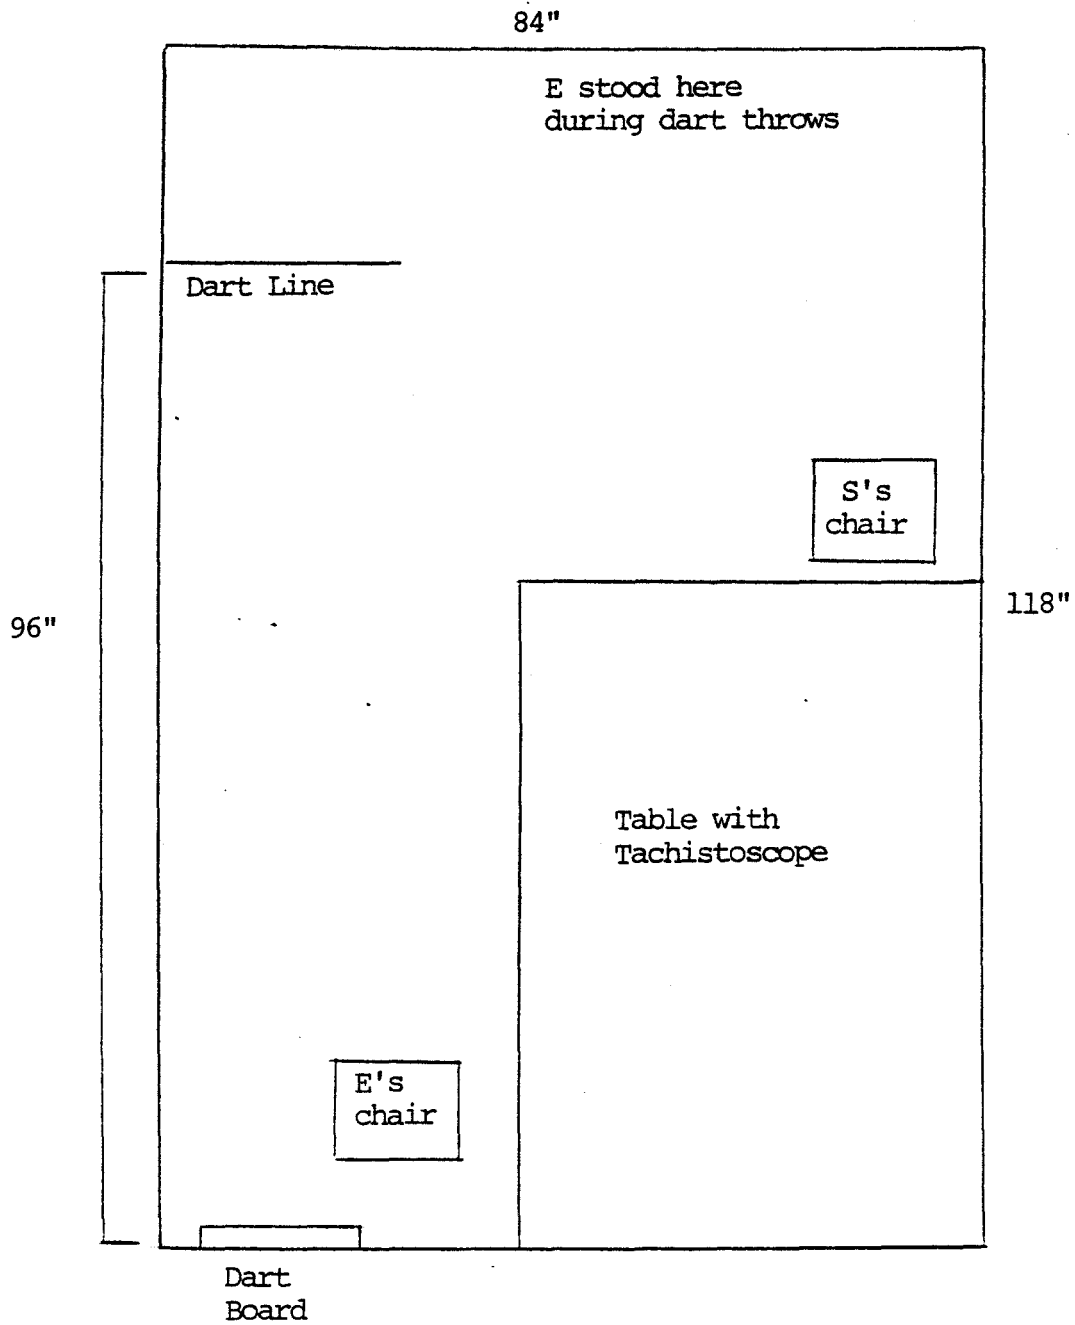 84"
E stood here
during dart throws
Dart Line
S's
chair
118"
96"
Table with
Tachistoscope
E's
chair
Dart
Board